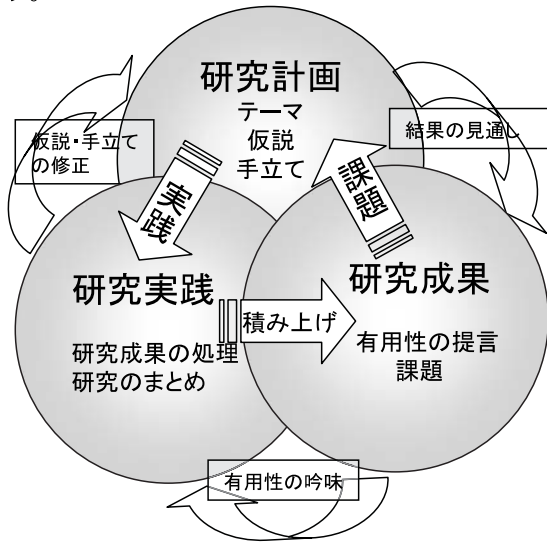 す。
研究計画
テーマ
仮説
手立て
仮説・手立て
の修正
結果の見通し
実践
課題
研究実践
研究成果の処理
研究のまとめ
積み上げ
研究成果
有用性の提言
課題
有用性の吟味